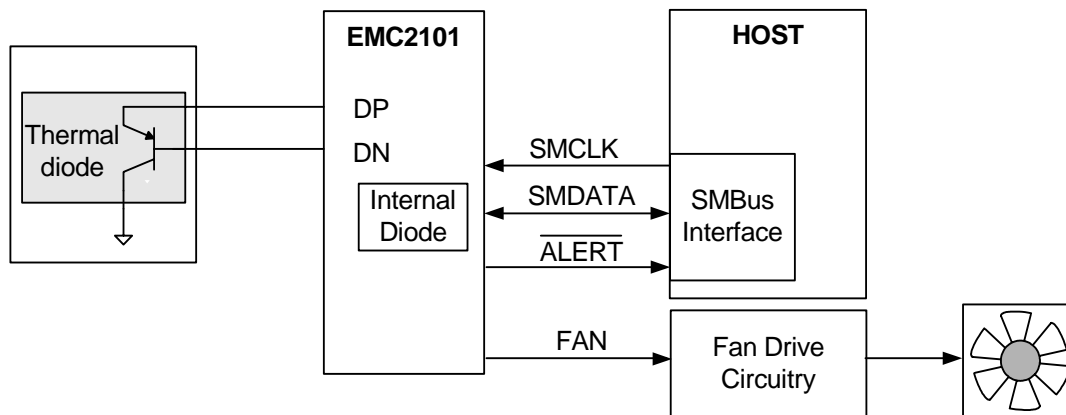 EMC2101
HOST
Thermal
diode
DP
DN
Internal
Diode
SMCLK
SMDATA
ALERT
SMBus
Interface
FAN
Fan Drive
Circuitry